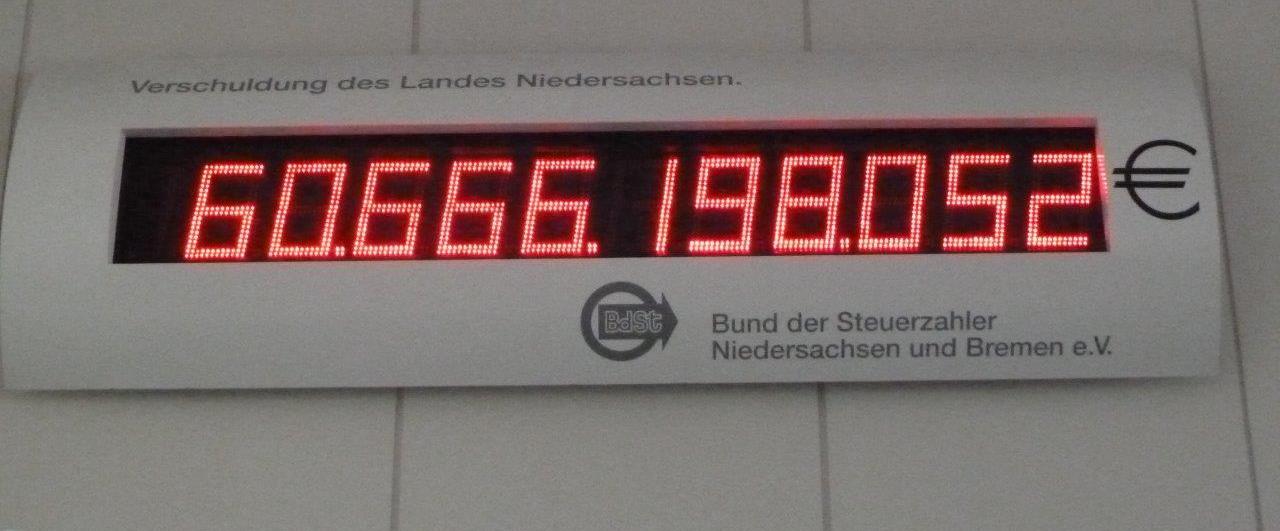 Verschuldung des Landes Niedersachsen.
60.666.198.052 €
BdSt
Bund der Steuerzahler
Niedersachsen und Bremen e.V.